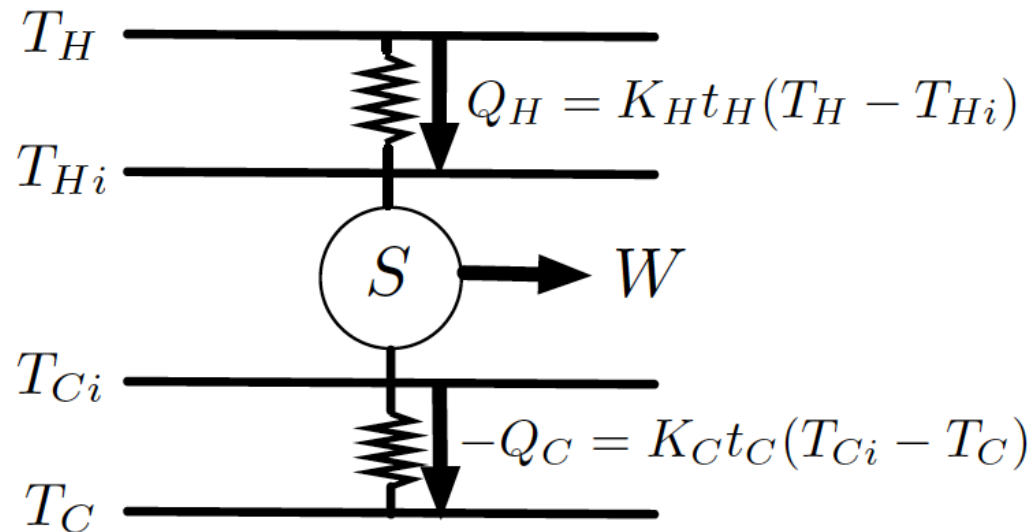 T_H
Q_H = K_H t_H (T_H − T_{Hi})
T_{Hi}
S
W
T_{Ci}
−Q_C = K_C t_C (T_{Ci} − T_C)
T_C